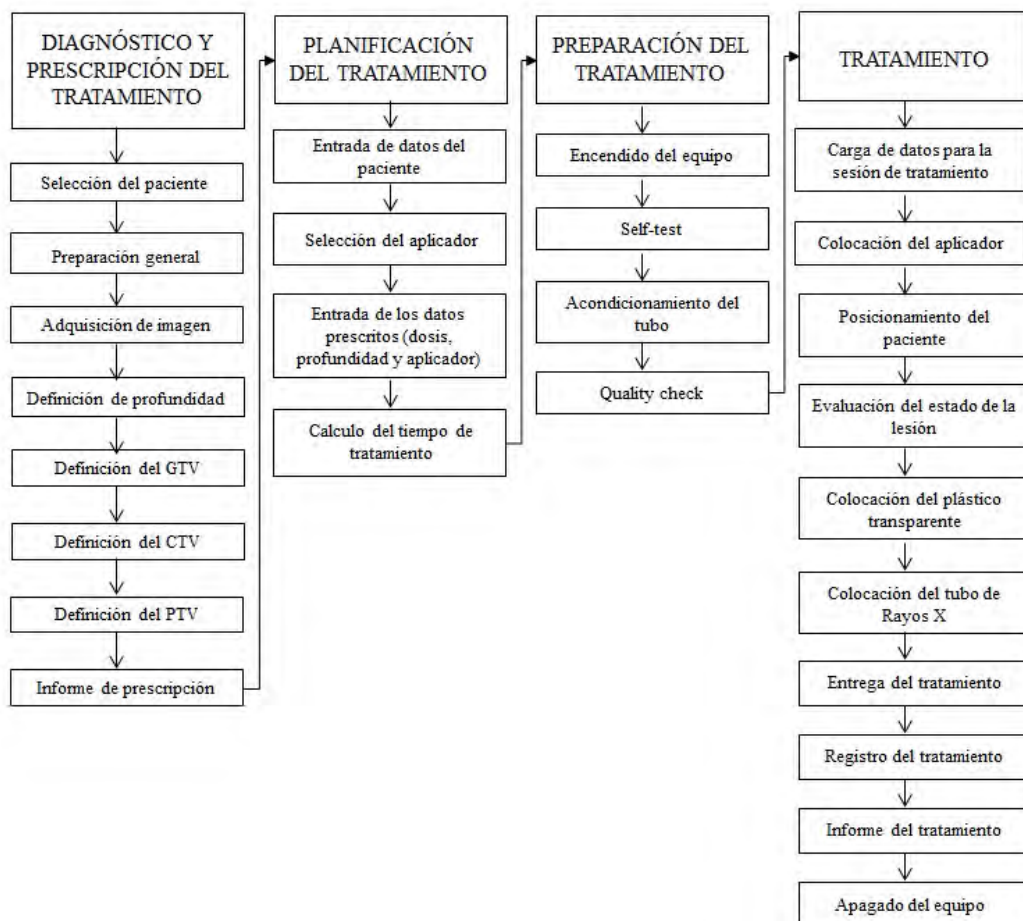 DIAGNÓSTICO Y
PRESCRIPCIÓN DEL
TRATAMIENTO
Selección del paciente
Preparación general
Adquisición de imagen
Definición de profundidad
Definición del GTV
Definición del CTV
Definición del PTV
Informe de prescripción
PLANIFICACIÓN
DEL TRATAMIENTO
Entrada de datos del
paciente
Selección del aplicador
Entrada de los datos
prescritos (dosis,
profundidad y aplicador)
Calculo del tiempo de
tratamiento
PREPARACIÓN DEL
TRATAMIENTO
Encendido del equipo
Self-test
Acondicionamiento del
tubo
Quality check
TRATAMIENTO
Carga de datos para la
sesión de tratamiento
Colocación del aplicador
Posicionamiento del
paciente
Evaluación del estado de la
lesión
Colocación del plástico
transparente
Colocación del tubo de
Rayos X
Entrega del tratamiento
Registro del tratamiento
Informe del tratamiento
Apagado del equipo